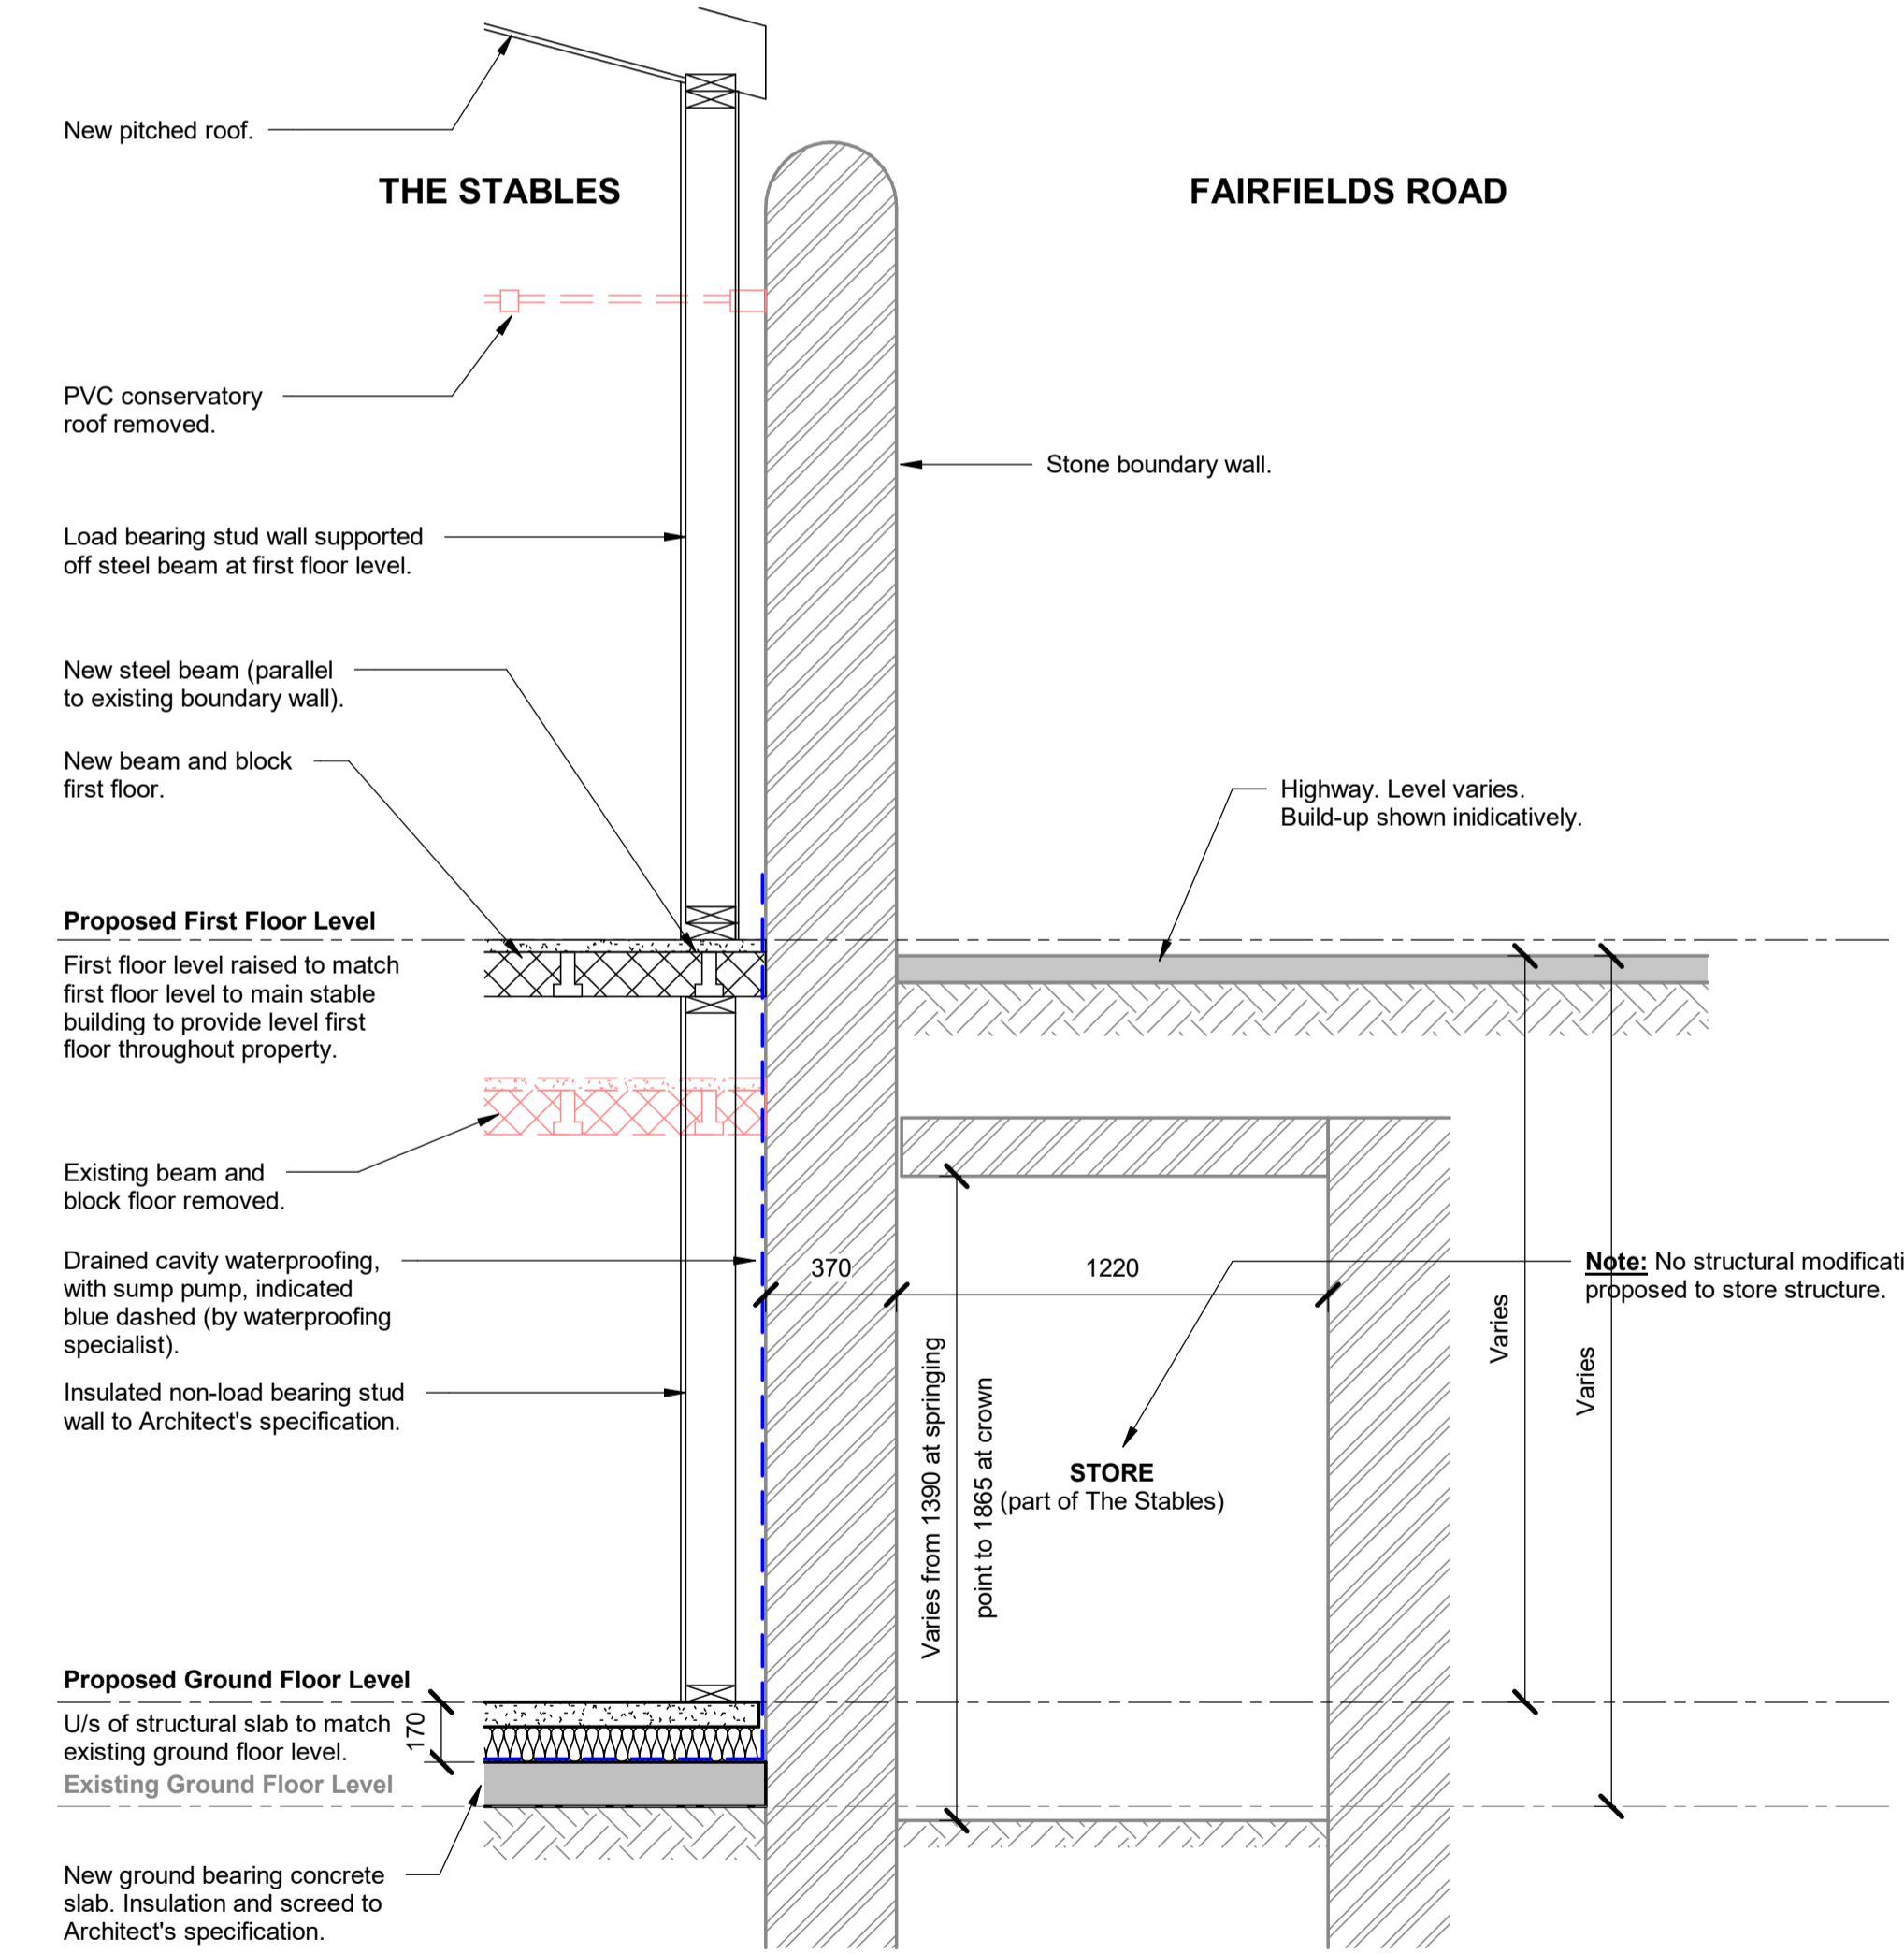 New pitched roof.
THE STABLES
FAIRFIELDS ROAD
PVC conservatory
roof removed.
Stone boundary wall.
Load bearing stud wall supported
off steel beam at first floor level.
New steel beam (parallel
to existing boundary wall).
New beam and block
first floor.
Highway. Level varies.
Build-up shown inidicatively.
Proposed First Floor Level
First floor level raised to match
first floor level to main stable
building to provide level first
floor throughout property.
Existing beam and
block floor removed.
Drained cavity waterproofing,
with sump pump, indicated
blue dashed (by waterproofing
specialist).
370
1220
Note: No structural modificati
proposed to store structure.
Varies
Varies
Insulated non-load bearing stud
wall to Architect's specification.
Varies from 1390 at springing
point to 1865 at crown
STORE
(part of The Stables)
Proposed Ground Floor Level
U/s of structural slab to match
existing ground floor level.
170
Existing Ground Floor Level
New ground bearing concrete
slab. Insulation and screed to
Architect's specification.